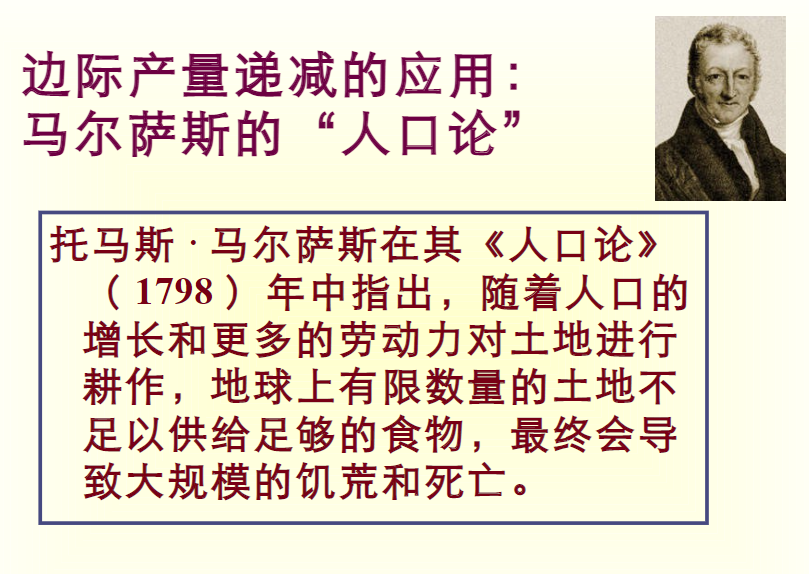 边际产量递减的应用：
马尔萨斯的“人口论”
托马斯·马尔萨斯在其《人口论》
（1798）年中指出，随着人口的
增长和更多的劳动力对土地进行
耕作，地球上有限数量的土地不
足以供给足够的食物，最终会导
致大规模的饥荒和死亡。